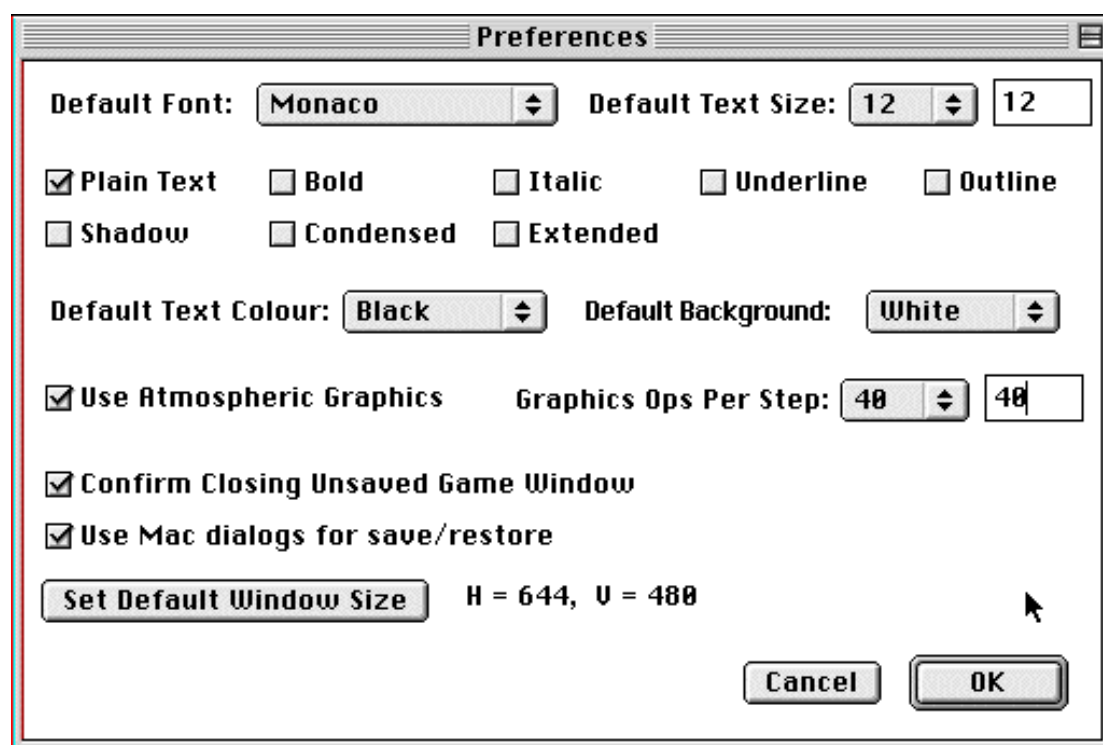 Preferences
Default Font: Monaco Default Text Size: 12 12
Plain Text Bold Italic Underline Outline
Shadow Condensed Extended
Default Text Colour: Black Default Background: White
Use Atmospheric Graphics Graphics Ops Per Step: 40 40
Confirm Closing Unsaved Game Window
Use Mac dialogs for save/restore
Set Default Window Size H = 644, V = 480
Cancel OK